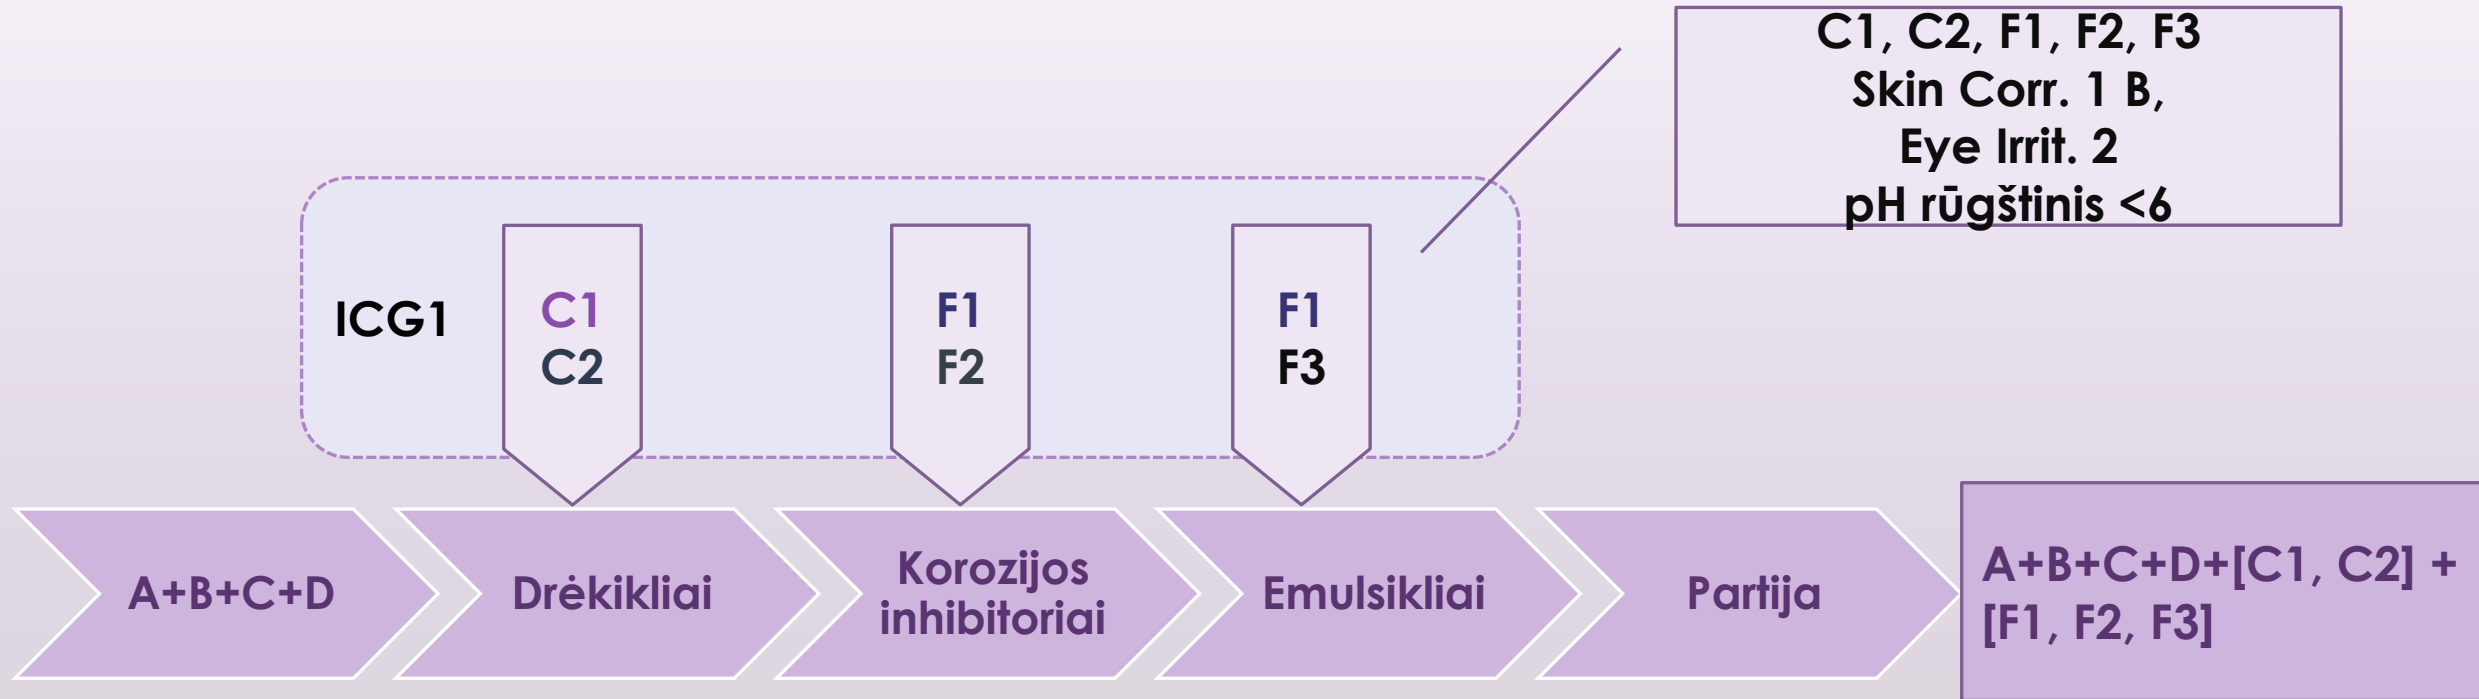 C1, C2, F1, F2, F3
Skin Corr. 1 B,
Eye Irrit. 2
pH rūgštinis <6
ICG1
C1
C2
F1
F2
F1
F3
A+B+C+D
Drėkikliai
Korozijos
inhibitoriai
Emulsikliai
Partija
A+B+C+D+[C1, C2] +
[F1, F2, F3]